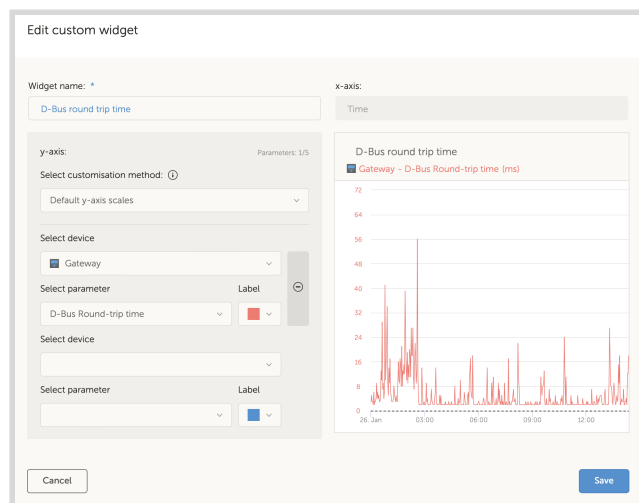 Edit custom widget
Widget name: *
x-axis:
D-Bus round trip time
Time
y-axis:
Parameters: 1/5
Select customisation method:
Default y-axis scales
Select device
Gateway
Select parameter
Label
D-Bus Round-trip time
Select device
Select parameter
Label
D-Bus round trip time
Gateway - D-Bus Round-trip time (ms)
72
64
56
48
40
32
24
16
8
0
26. Jan
03:00
06:00
09:00
12:00
Cancel
Save